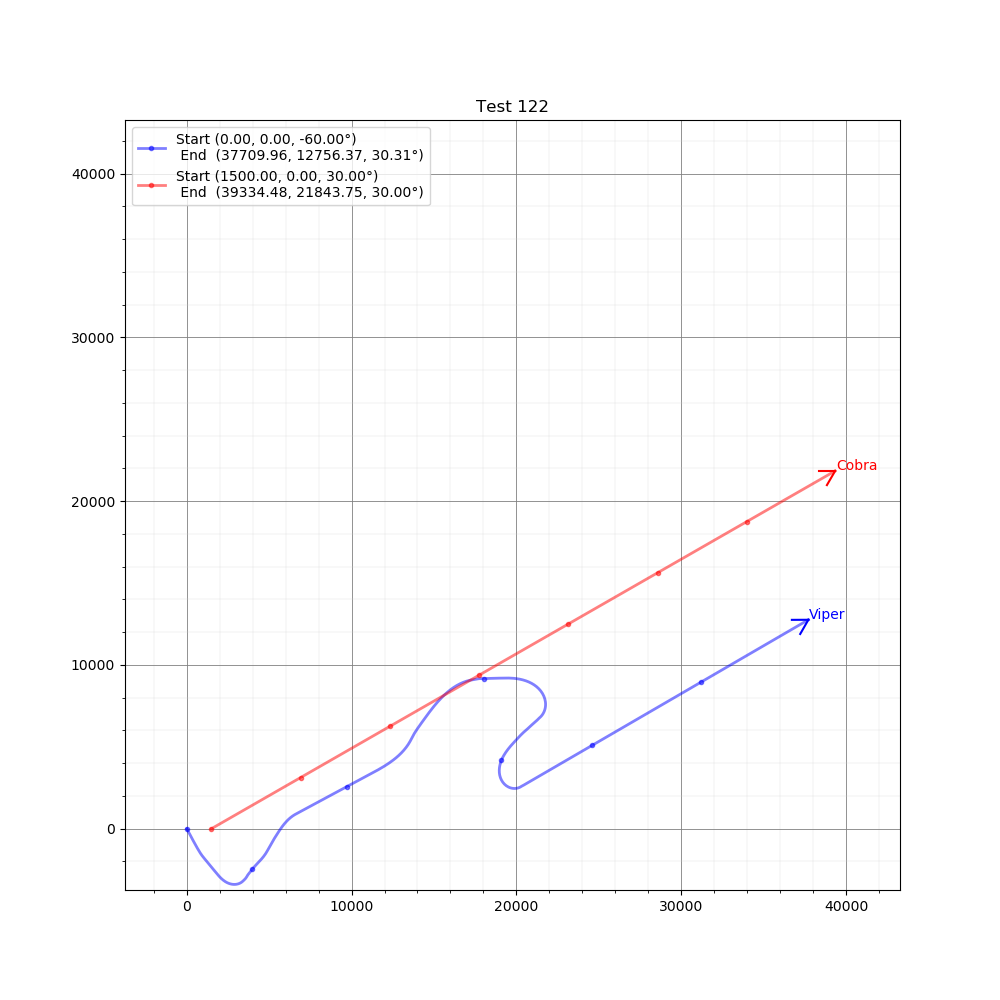 Test 122
Start (0.00, 0.00, -60.00°)
End  (37709.96, 12756.37, 30.31°)
Start (1500.00, 0.00, 30.00°)
End  (39334.48, 21843.75, 30.00°)
40000
30000
20000
10000
0
Cobra
Viper
0
10000
20000
30000
40000